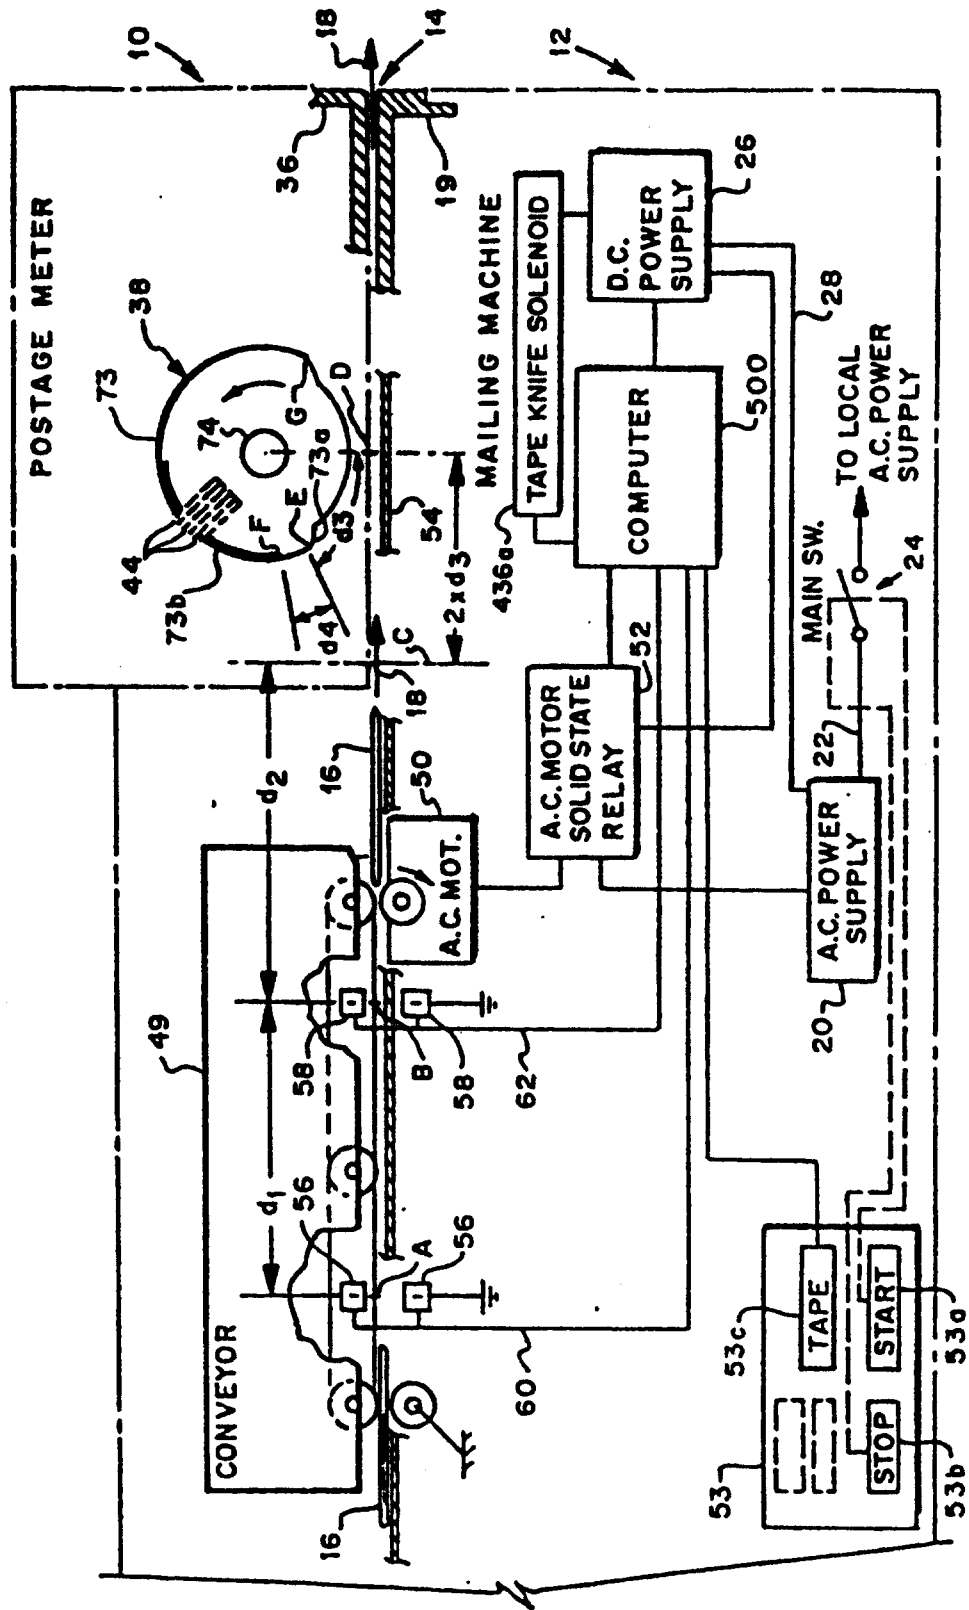 10
18
14
12
POSTAGE METER
36
19
38
73
74
G
D
73a
E
F
44
73b
d3
d4
54
2xd3
C
18
d2
MAILING MACHINE
TAPE KNIFE SOLENOID
436a
D.C.
POWER
SUPPLY
26
COMPUTER
500
28
TO LOCAL
A.C. POWER
SUPPLY
MAIN SW.
24
22
A.C. MOTOR
SOLID STATE
RELAY
52
16
50
A.C. MOT.
A.C. POWER
SUPPLY
20
49
58
B
58
62
d1
56
A
56
60
CONVEYOR
16
53c
TAPE
START
53a
53
STOP
53b